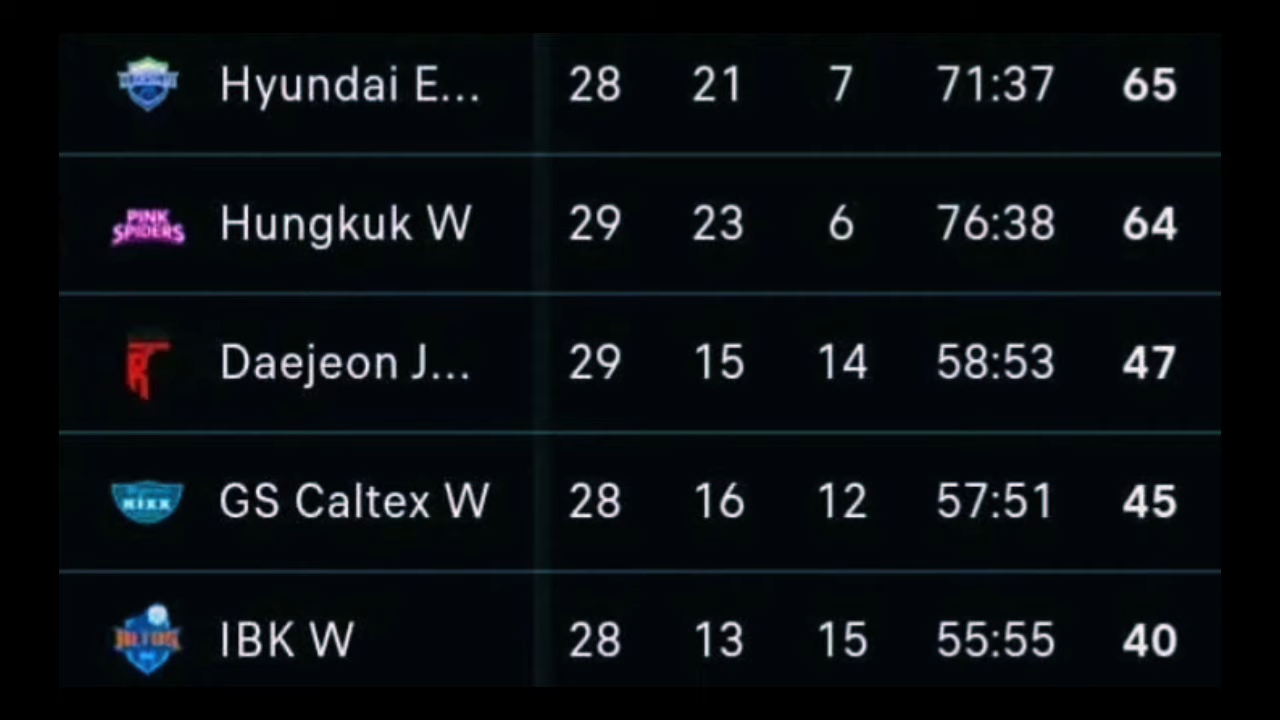 Hyundai E... 28 21 7 71:37 65
PINK
SPIDERS
Hungkuk W 29 23 6 76:38 64
Daejeon J... 29 15 14 58:53 47
KIXX
GS Caltex W 28 16 12 57:51 45
ALTOS
IBK W 28 13 15 55:55 40